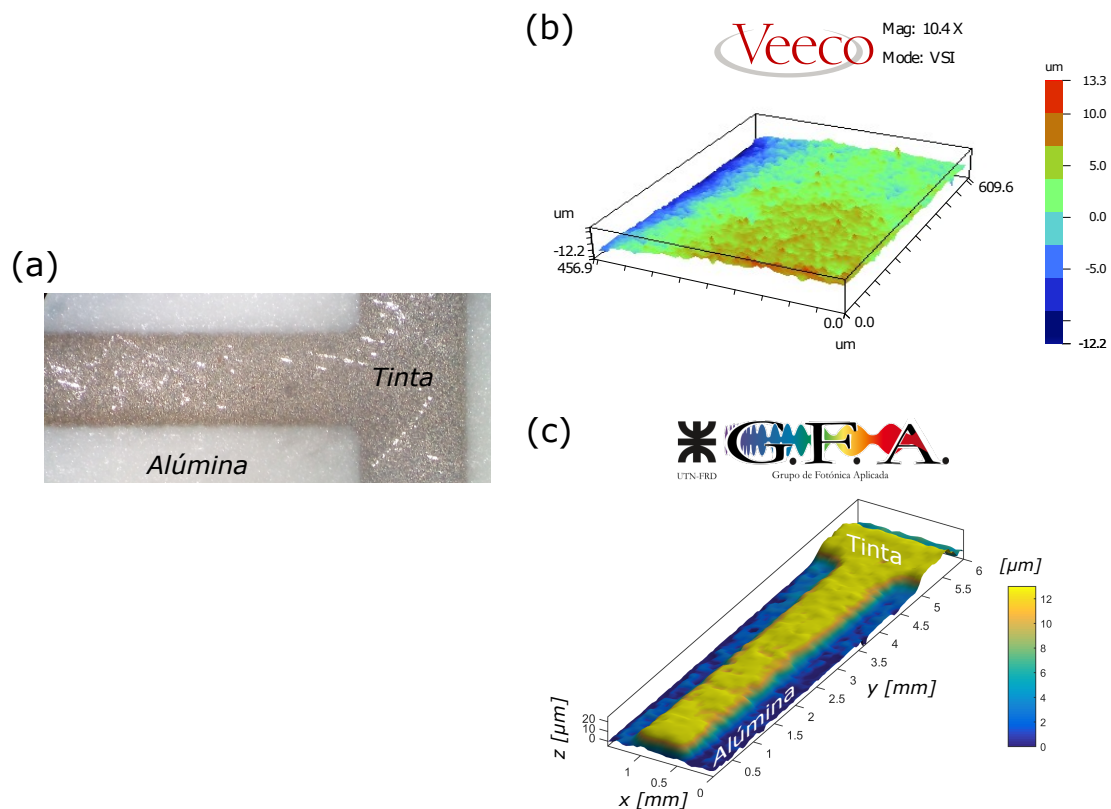 (a)
Tinta
Alúmina
(b)
Veeco
Mag: 10.4 X
Mode: VSI
um
13.3
10.0
5.0
0.0
-5.0
-12.2
um
-12.2
456.9
609.6
0.0
0.0
um
(c)
UTN-FRD
G.F.A.
Grupo de Fotónica Aplicada
Tinta
Alúmina
z [µm]
20
10
0
x [mm]
1
0.5
0
y [mm]
0.5
1
1.5
2
2.5
3
3.5
4
4.5
5
5.5
6
[µm]
12
10
8
6
4
2
0